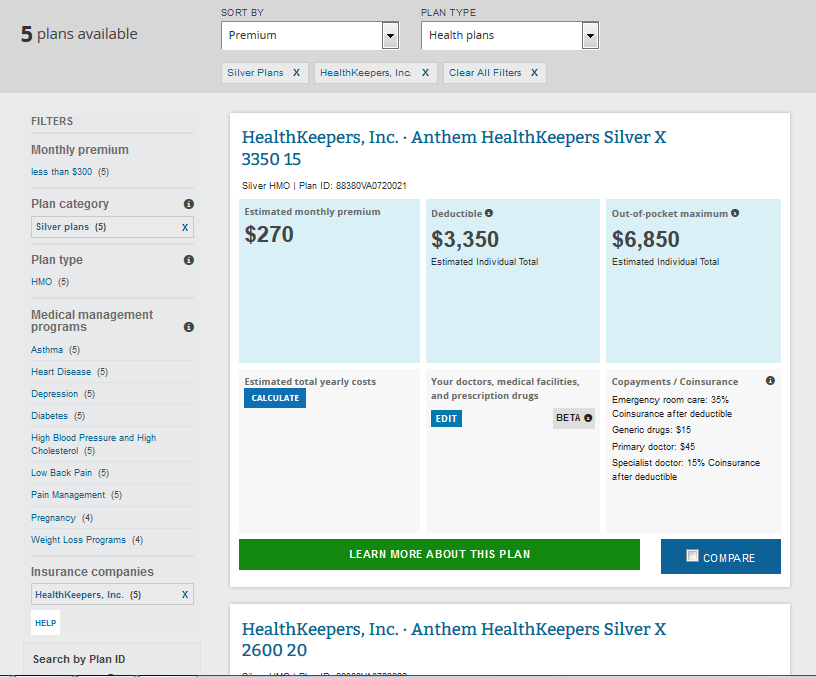 5 plans available
SORT BY
Premium
PLAN TYPE
Health plans
Silver Plans X
HealthKeepers, Inc. X
Clear All Filters X
FILTERS
Monthly premium
less than $300 (5)
Plan category
Silver plans (5) X
Plan type
HMO (5)
Medical management
programs
Asthma (5)
Heart Disease (5)
Depression (5)
Diabetes (5)
High Blood Pressure and High
Cholesterol (5)
Low Back Pain (5)
Pain Management (5)
Pregnancy (4)
Weight Loss Programs (4)
Insurance companies
HealthKeepers, Inc. (5) X
HELP
Search by Plan ID
HealthKeepers, Inc. · Anthem HealthKeepers Silver X
3350 15
Silver HMO | Plan ID: 88380VA0720021
Estimated monthly premium
$270
Deductible
$3,350
Estimated Individual Total
Out-of-pocket maximum
$6,850
Estimated Individual Total
Estimated total yearly costs
CALCULATE
Your doctors, medical facilities,
and prescription drugs
EDIT
BETA
Copayments / Coinsurance
Emergency room care: 35%
Coinsurance after deductible
Generic drugs: $15
Primary doctor: $45
Specialist doctor: 15% Coinsurance
after deductible
LEARN MORE ABOUT THIS PLAN
COMPARE
HealthKeepers, Inc. · Anthem HealthKeepers Silver X
2600 20